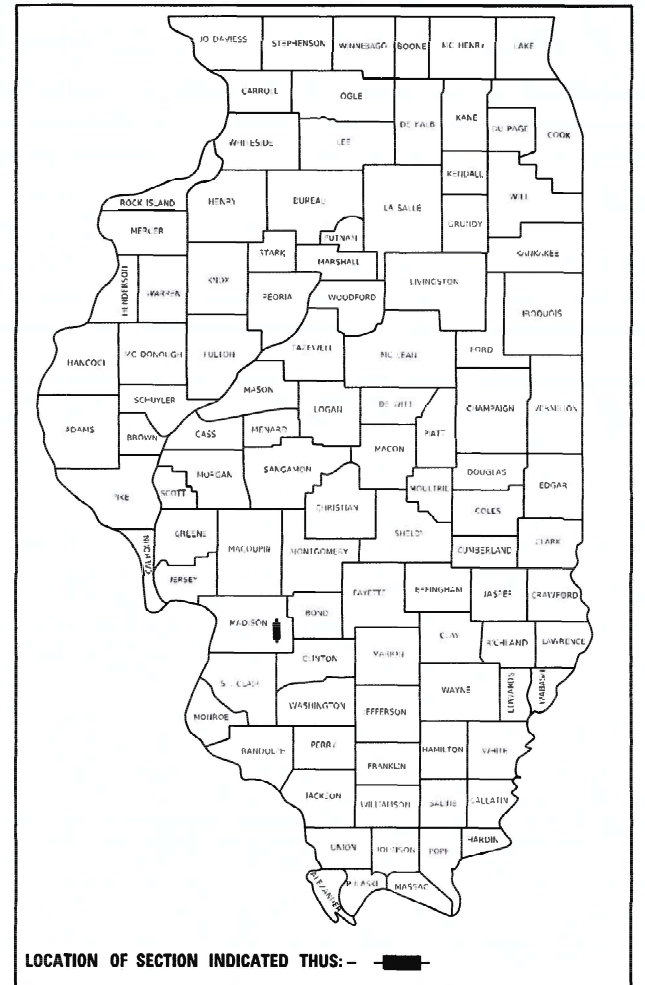 JO DAVIESS
STEPHENSON
WINNEBAGO
BOONE
MC HENRY
LAKE
CARROLL
OGLE
DE KALB
KANE
DU PAGE
COOK
WHITESIDE
LEE
KENDALL
WILL
ROCK ISLAND
HENRY
BUREAU
LA SALLE
GRUNDY
MERCER
PUTNAM
STARK
MARSHALL
KANKAKEE
HENDERSON
WARREN
KNOX
PEORIA
WOODFORD
LIVINGSTON
IROQUOIS
HANCOCK
MC DONOUGH
FULTON
TAZEWELL
MC LEAN
FORD
SCHUYLER
MASON
LOGAN
DE WITT
CHAMPAIGN
VERMILION
ADAMS
BROWN
CASS
MENARD
MACON
PIATT
MORGAN
SANGAMON
DOUGLAS
EDGAR
PIKE
SCOTT
CHRISTIAN
MOULTRIE
COLES
GREENE
MACOUPIN
MONTGOMERY
SHELBY
CUMBERLAND
CLARK
CALHOUN
JERSEY
FAYETTE
EFFINGHAM
JASPER
CRAWFORD
MADISON
BOND
CLAY
RICHLAND
LAWRENCE
CLINTON
MARION
ST. CLAIR
WAYNE
EDWARDS
WABASH
MONROE
WASHINGTON
JEFFERSON
RANDOLPH
PERRY
HAMILTON
WHITE
FRANKLIN
JACKSON
WILLIAMSON
SALINE
GALLATIN
UNION
JOHNSON
POPE
HARDIN
ALEXANDER
PULASKI
MASSAC
LOCATION OF SECTION INDICATED THUS: –